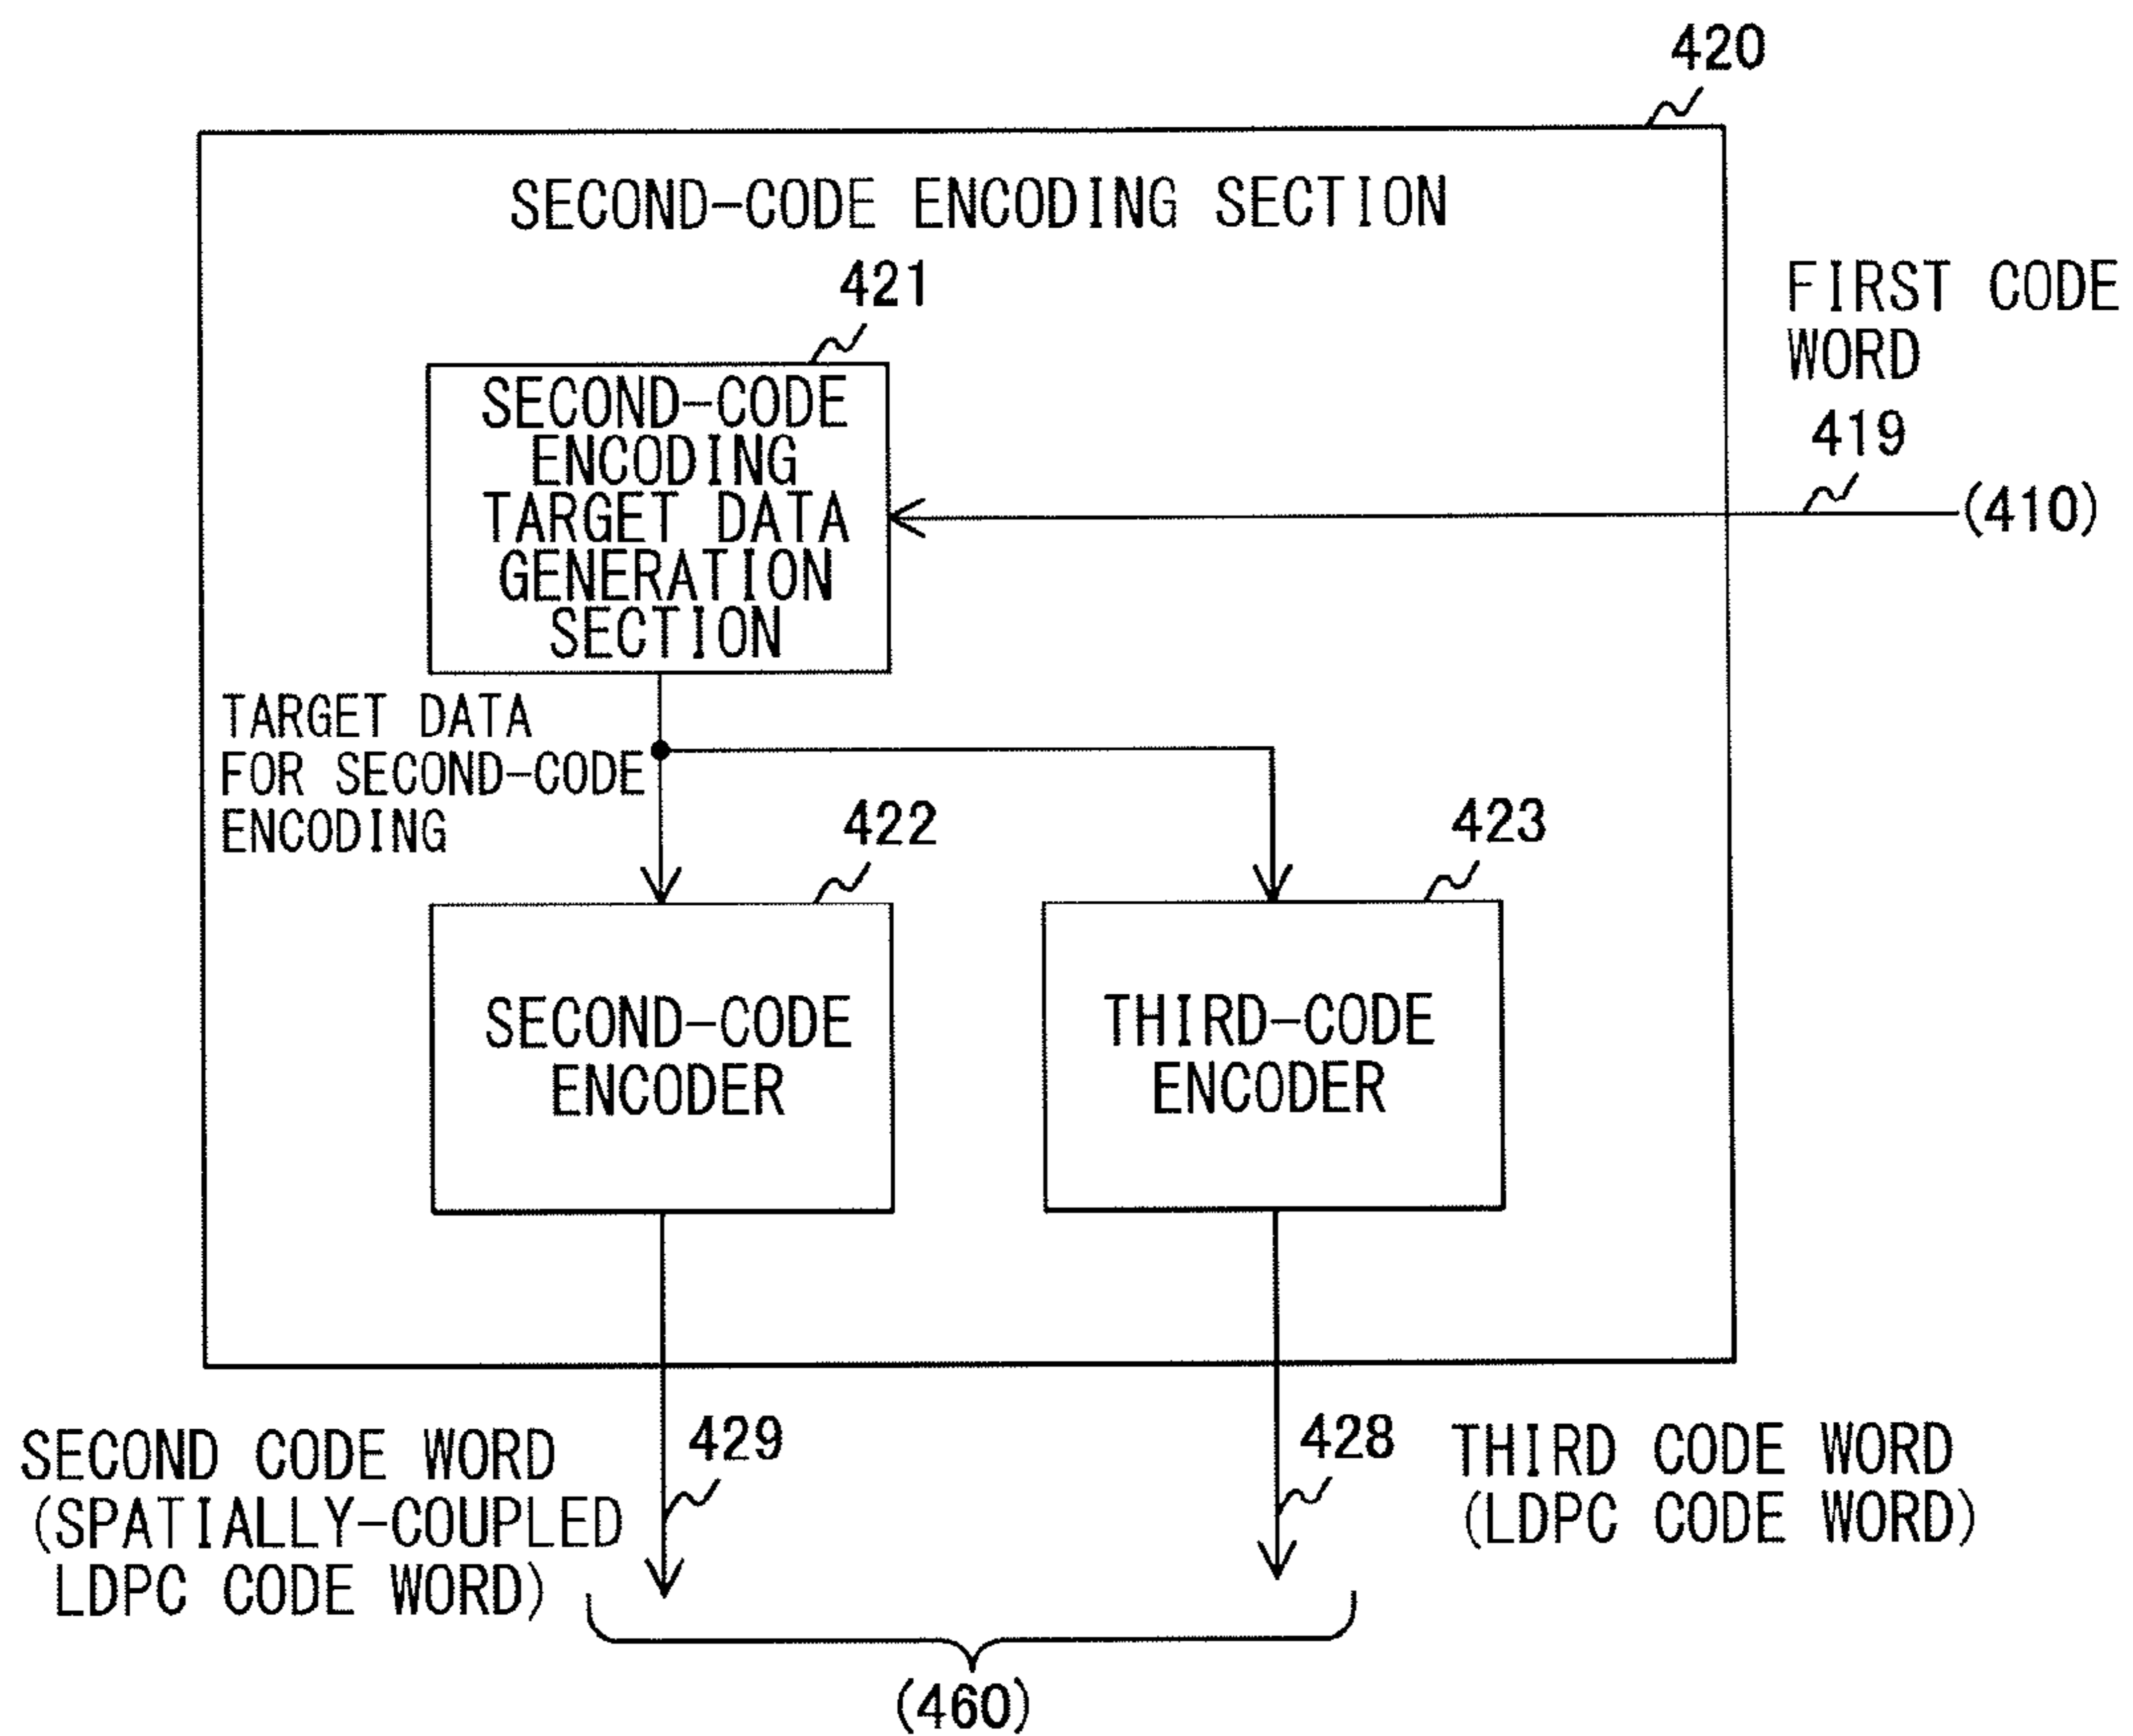 420
SECOND-CODE ENCODING SECTION
421
FIRST CODE
WORD
419
(410)
SECOND-CODE
ENCODING
TARGET DATA
GENERATION
SECTION
TARGET DATA
FOR SECOND-CODE
ENCODING
422
423
SECOND-CODE
ENCODER
THIRD-CODE
ENCODER
429
428
SECOND CODE WORD
(SPATIALLY-COUPLED
LDPC CODE WORD)
THIRD CODE WORD
(LDPC CODE WORD)
(460)